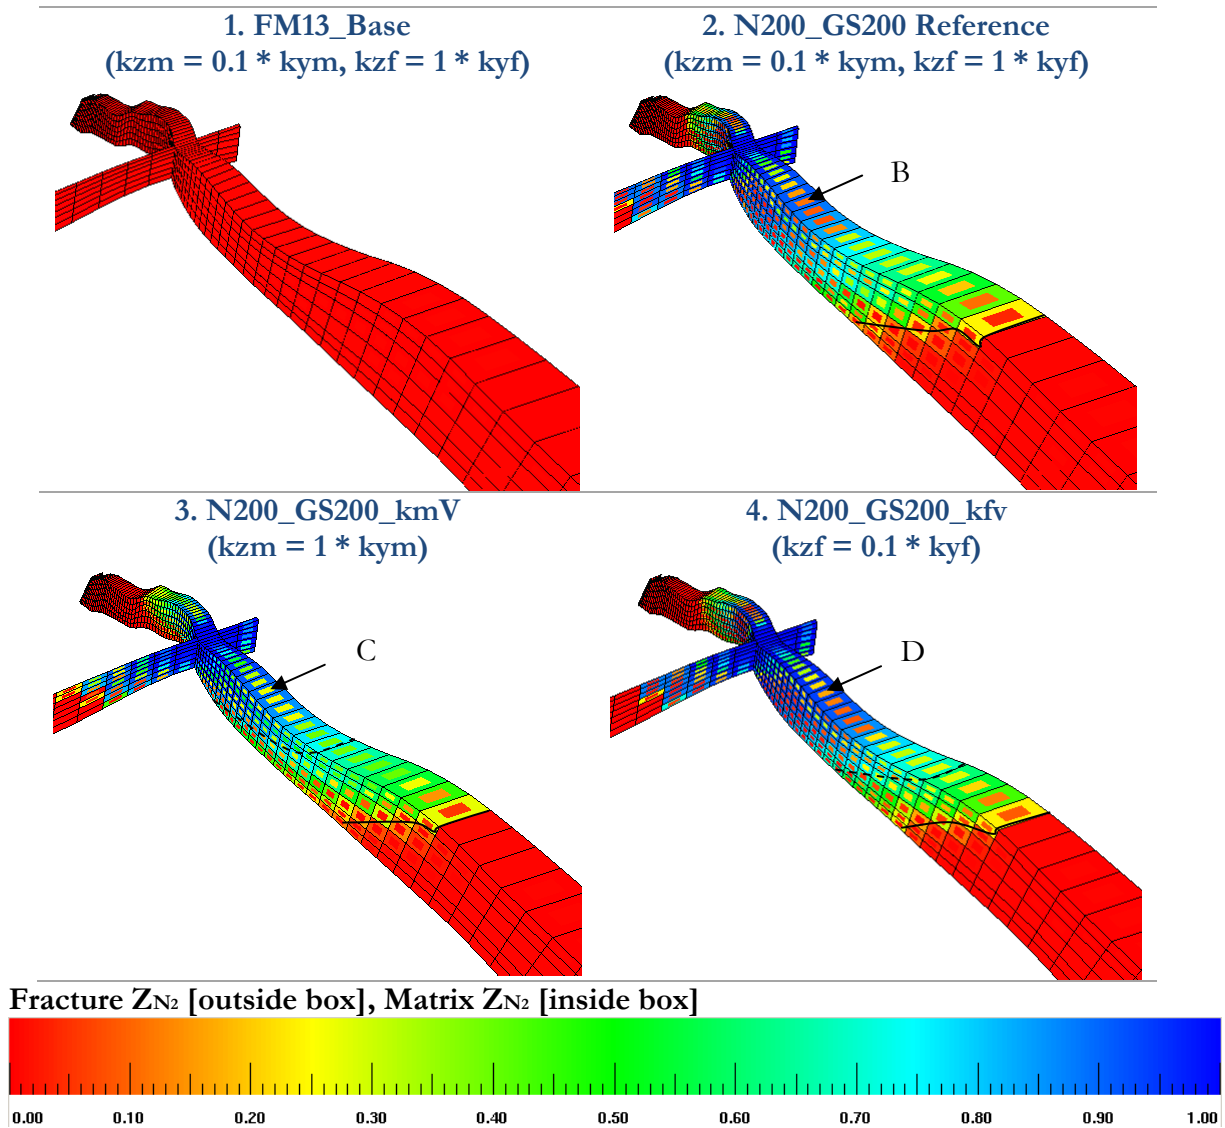 1. FM13_Base
(kzm = 0.1 * kym, kzf = 1 * kyf)
2. N200_GS200 Reference
(kzm = 0.1 * kym, kzf = 1 * kyf)
B
3. N200_GS200_kmV
(kzm = 1 * kym)
4. N200_GS200_kfv
(kzf = 0.1 * kyf)
C
D
Fracture ZN2 [outside box], Matrix ZN2 [inside box]
0.00 0.10 0.20 0.30 0.40 0.50 0.60 0.70 0.80 0.90 1.00